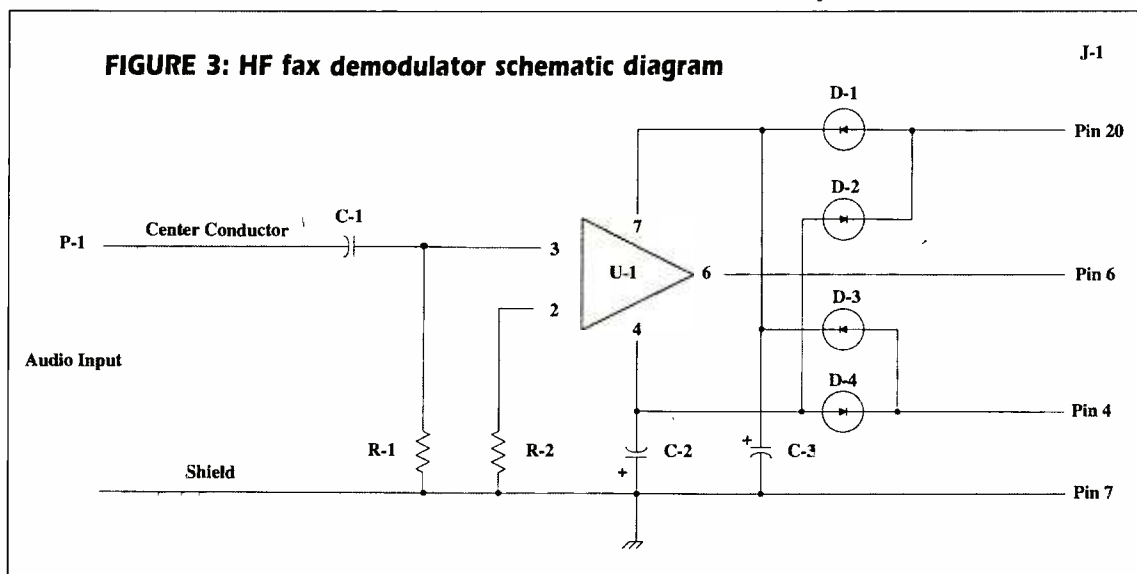 FIGURE 3: HF fax demodulator schematic diagram
J-1
D-1
Pin 20
D-2
C-1
Center Conductor
P-1
7
3
U-1
6
Pin 6
2
4
D-3
Audio Input
D-4
Pin 4
R-1
R-2
+
C-2
+
C-3
Shield
Pin 7